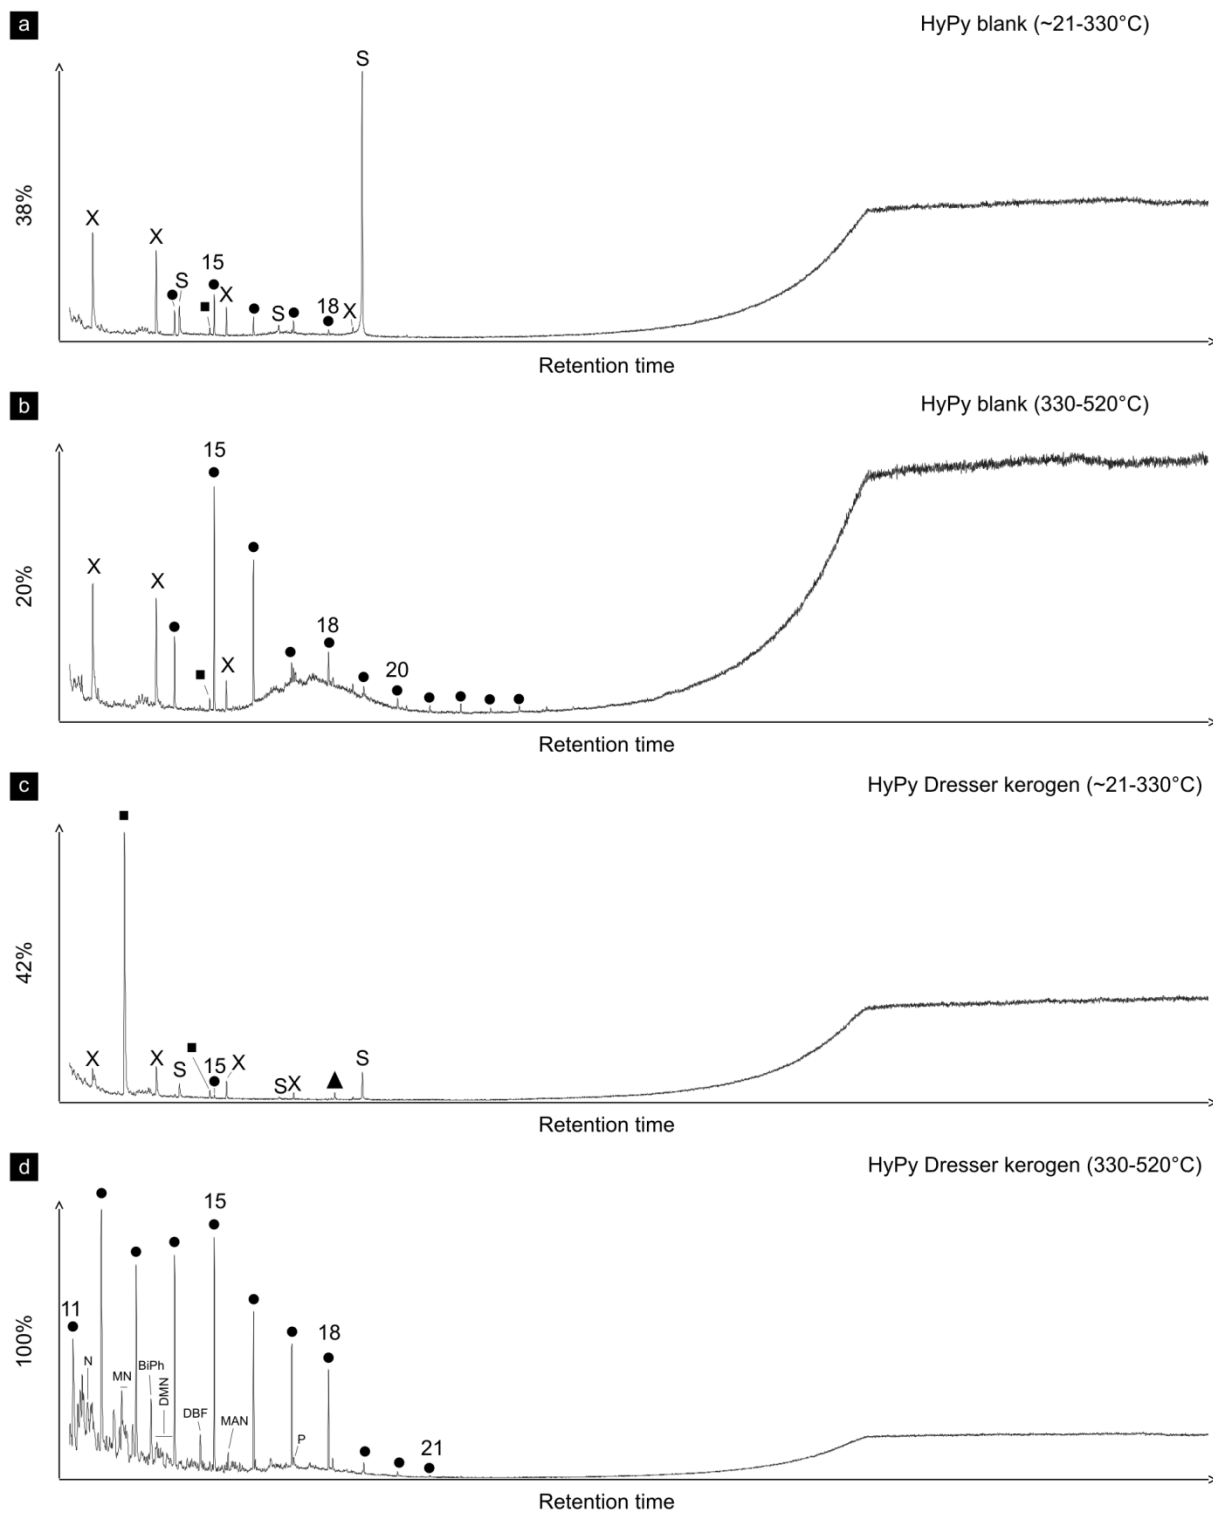 a
HyPy blank (~21-330°C)
38%
X
X
S
15
X
S
18
X
S
Retention time
b
HyPy blank (330-520°C)
20%
X
X
15
X
18
20
Retention time
c
HyPy Dresser kerogen (~21-330°C)
42%
X
X
S
15
X
S
X
S
Retention time
d
HyPy Dresser kerogen (330-520°C)
100%
11
N
MN
BiPh
DMN
DBF
15
MAN
P
18
21
Retention time